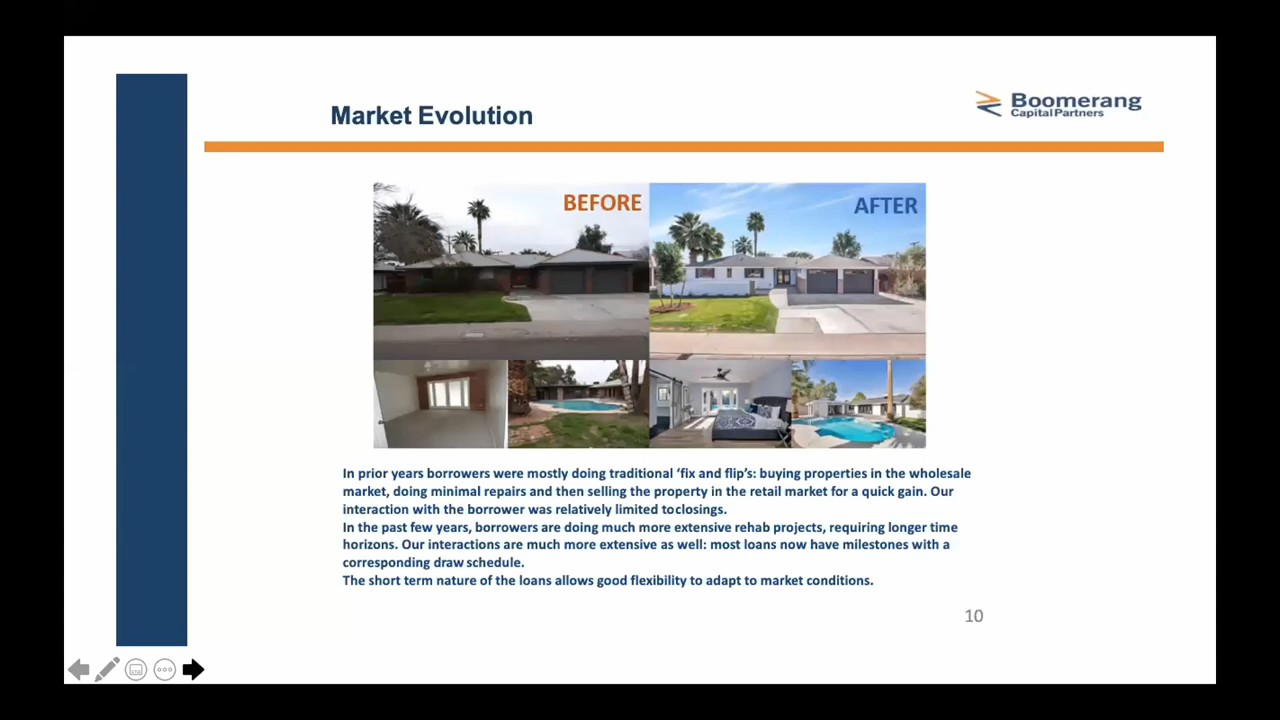 Market Evolution
Boomerang
CapitalPartners
BEFORE
AFTER
In prior years borrowers were mostly doing traditional ‘fix and flip’s: buying properties in the wholesale
market, doing minimal repairs and then selling the property in the retail market for a quick gain. Our
interaction with the borrower was relatively limited toclosings.
In the past few years, borrowers are doing much more extensive rehab projects, requiring longer time
horizons. Our interactions are much more extensive as well: most loans now have milestones with a
corresponding draw schedule.
The short term nature of the loans allows good flexibility to adapt to market conditions.
10